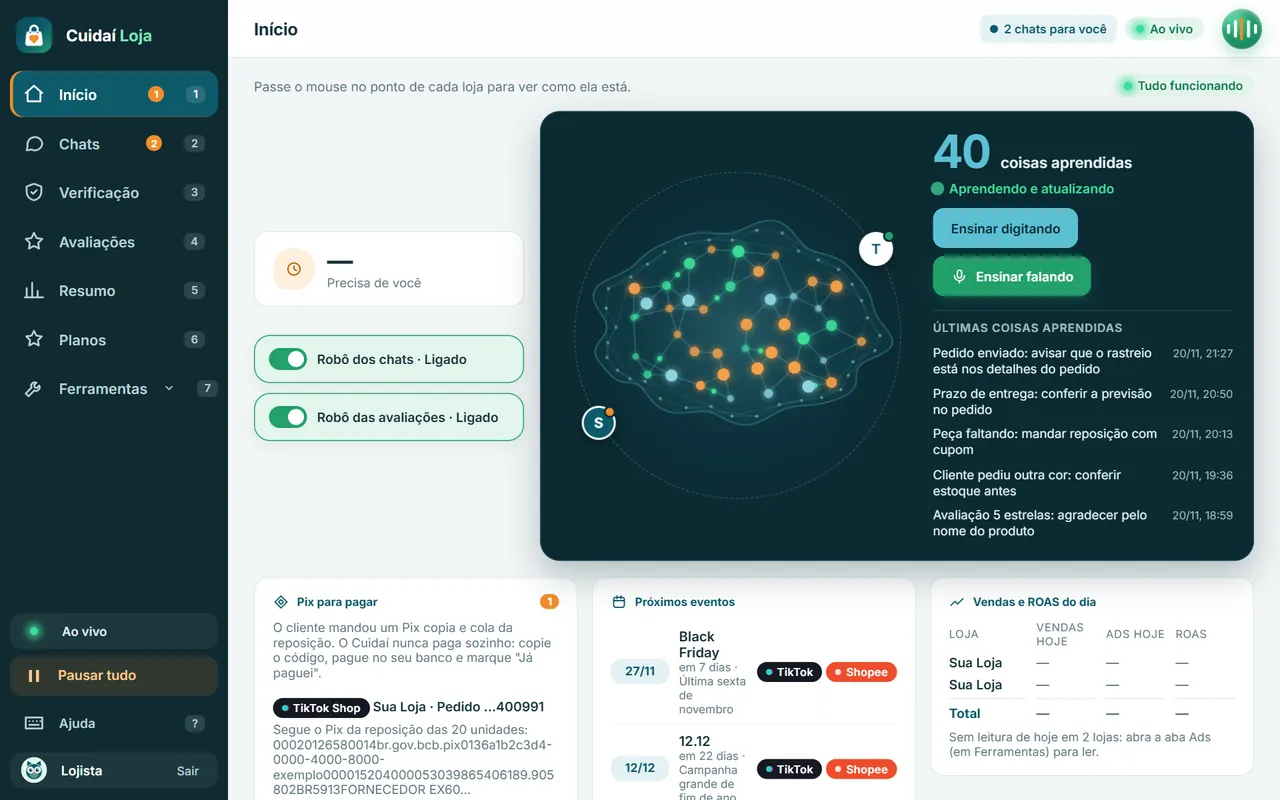 Cuidaí Loja
Início
1
1
Chats
2
2
Verificação
3
Avaliações
4
Resumo
5
Planos
6
Ferramentas
7
Ao vivo
Pausar tudo
Ajuda
?
Lojista
Sair
Início
2 chats para você
Ao vivo
Passe o mouse no ponto de cada loja para ver como ela está.
Tudo funcionando
—
Precisa de você
Robô dos chats · Ligado
Robô das avaliações · Ligado
T
S
40 coisas aprendidas
Aprendendo e atualizando
Ensinar digitando
Ensinar falando
ÚLTIMAS COISAS APRENDIDAS
Pedido enviado: avisar que o rastreio 20/11, 21:27
está nos detalhes do pedido
Prazo de entrega: conferir a previsão 20/11, 20:50
no pedido
Peça faltando: mandar reposição com 20/11, 20:13
cupom
Cliente pediu outra cor: conferir 20/11, 19:36
estoque antes
Avaliação 5 estrelas: agradecer pelo 20/11, 18:59
nome do produto
Pix para pagar
1
O cliente mandou um Pix copia e cola da
reposição. O Cuidaí nunca paga sozinho: copie
o código, pague no seu banco e marque "Já
paguei".
TikTok Shop Sua Loja · Pedido ...400991
Segue o Pix da reposição das 20 unidades:
00020126580014br.gov.bcb.pix0136a1b2c3d4-
0000-4000-8000-
exemplo5204000053039865406189.905
802BR5913FORNECEDOR EX60...
Próximos eventos
27/11
Black
Friday
em 7 dias ·
Última sexta
de
novembro
TikTok
Shopee
12/12
12.12
em 22 dias ·
Campanha
grande de
fim de ano
TikTok
Shopee
Vendas e ROAS do dia
LOJA VENDAS HOJE ADS HOJE ROAS
Sua Loja — — —
Sua Loja — — —
Total — — —
Sem leitura de hoje em 2 lojas: abra a aba Ads
(em Ferramentas) para ler.